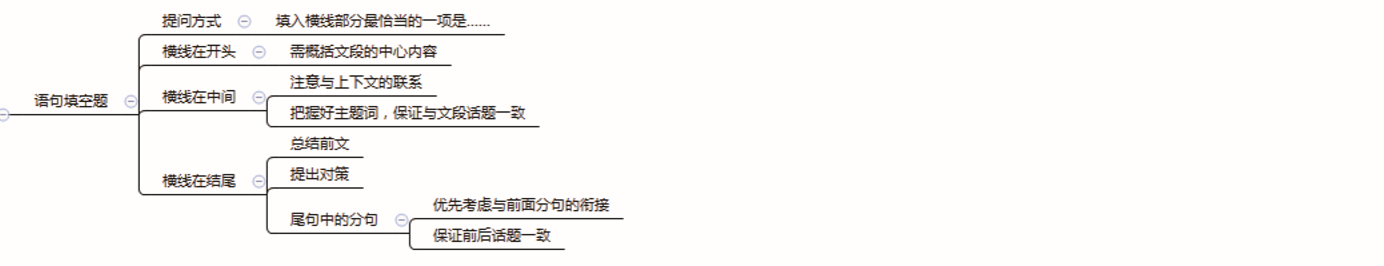 提问方式
填入横线部分最恰当的一项是......
横线在开头
需概括文段的中心内容
语句填空题
横线在中间
注意与上下文的联系
把握好主题词，保证与文段话题一致
横线在结尾
总结前文
提出对策
尾句中的分句
优先考虑与前面分句的衔接
保证前后话题一致